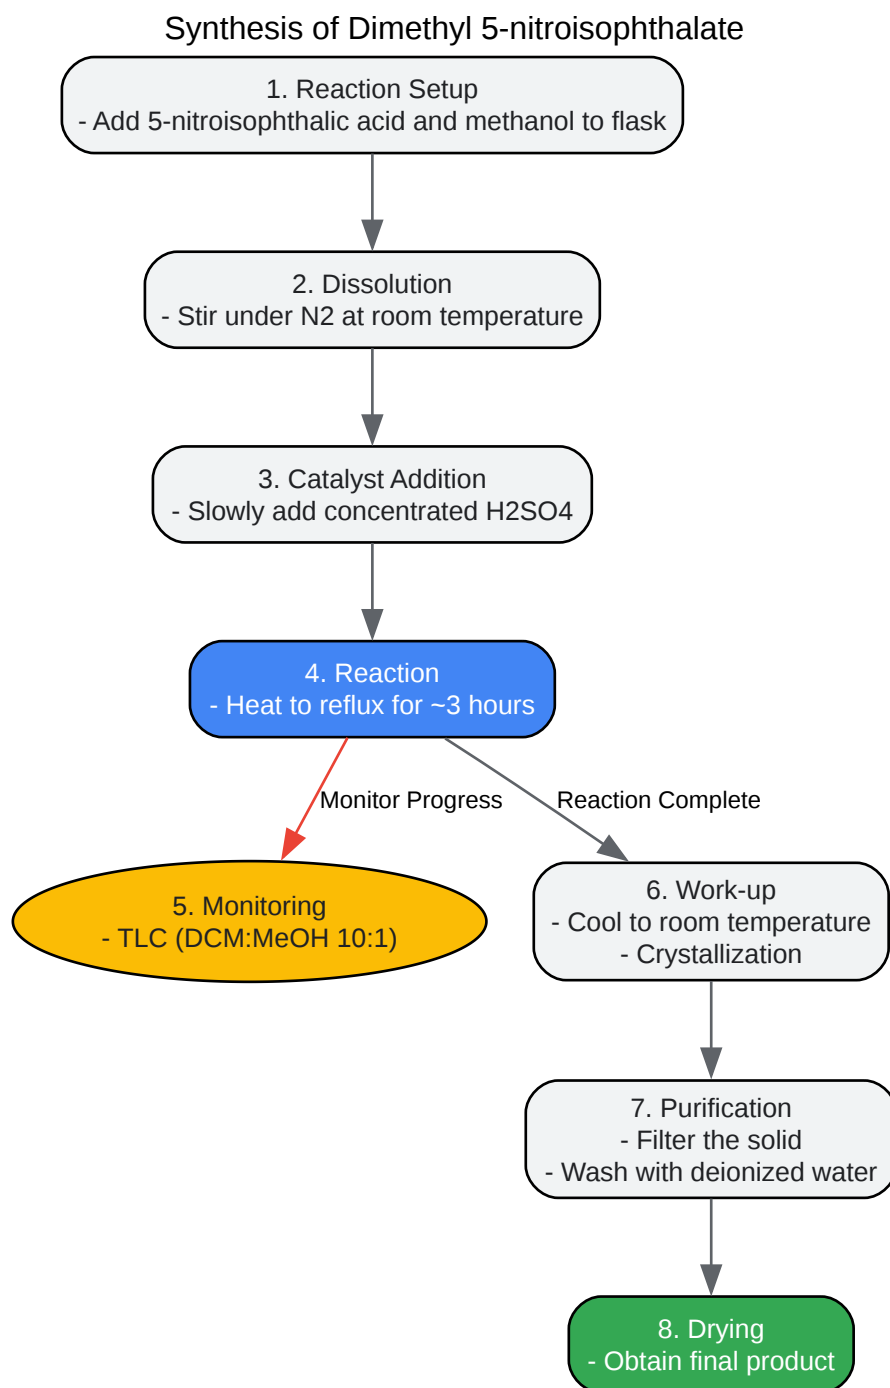 Synthesis of Dimethyl 5-nitroisophthalate
1. Reaction Setup
- Add 5-nitroisophthalic acid and methanol to flask
2. Dissolution
- Stir under N2 at room temperature
3. Catalyst Addition
- Slowly add concentrated H2SO4
4. Reaction
- Heat to reflux for ~3 hours
Monitor Progress
Reaction Complete
5. Monitoring
- TLC (DCM:MeOH 10:1)
6. Work-up
- Cool to room temperature
- Crystallization
7. Purification
- Filter the solid
- Wash with deionized water
8. Drying
- Obtain final product